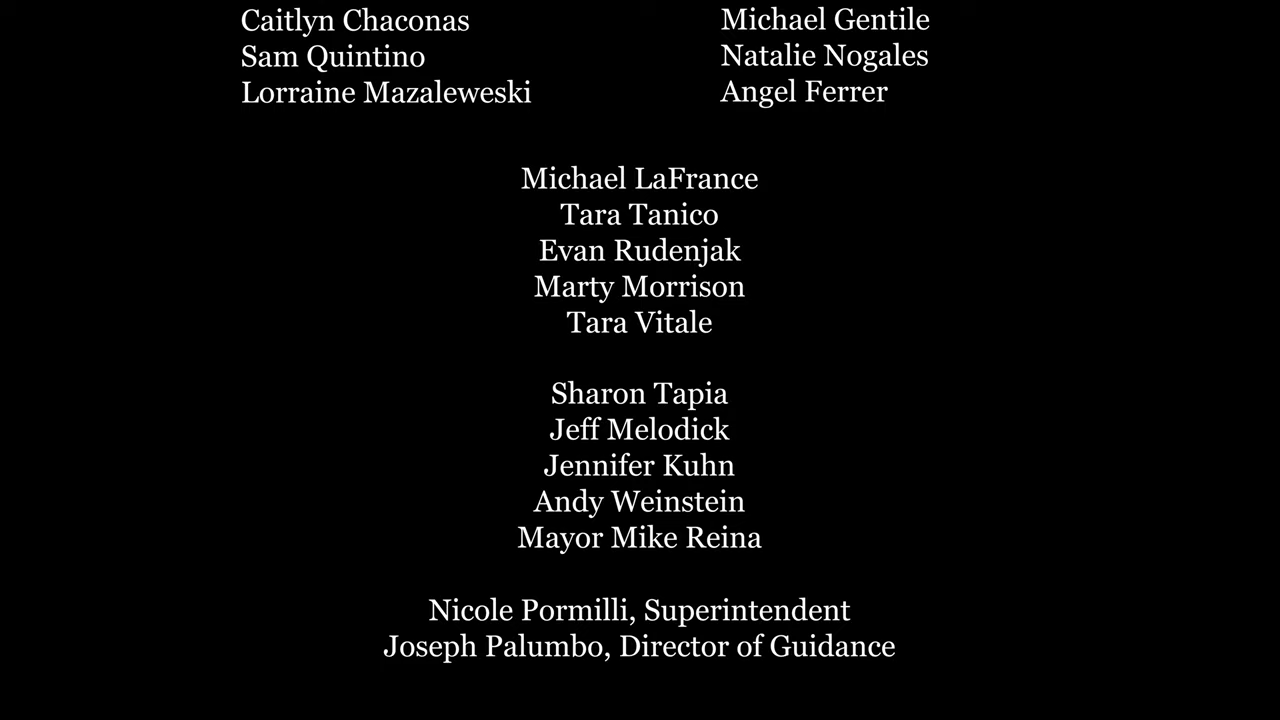 Caitlyn Chaconas
Sam Quintino
Lorraine Mazaleweski
Michael Gentile
Natalie Nogales
Angel Ferrer
Michael LaFrance
Tara Tanico
Evan Rudenjak
Marty Morrison
Tara Vitale
Sharon Tapia
Jeff Melodick
Jennifer Kuhn
Andy Weinstein
Mayor Mike Reina
Nicole Pormilli, Superintendent
Joseph Palumbo, Director of Guidance